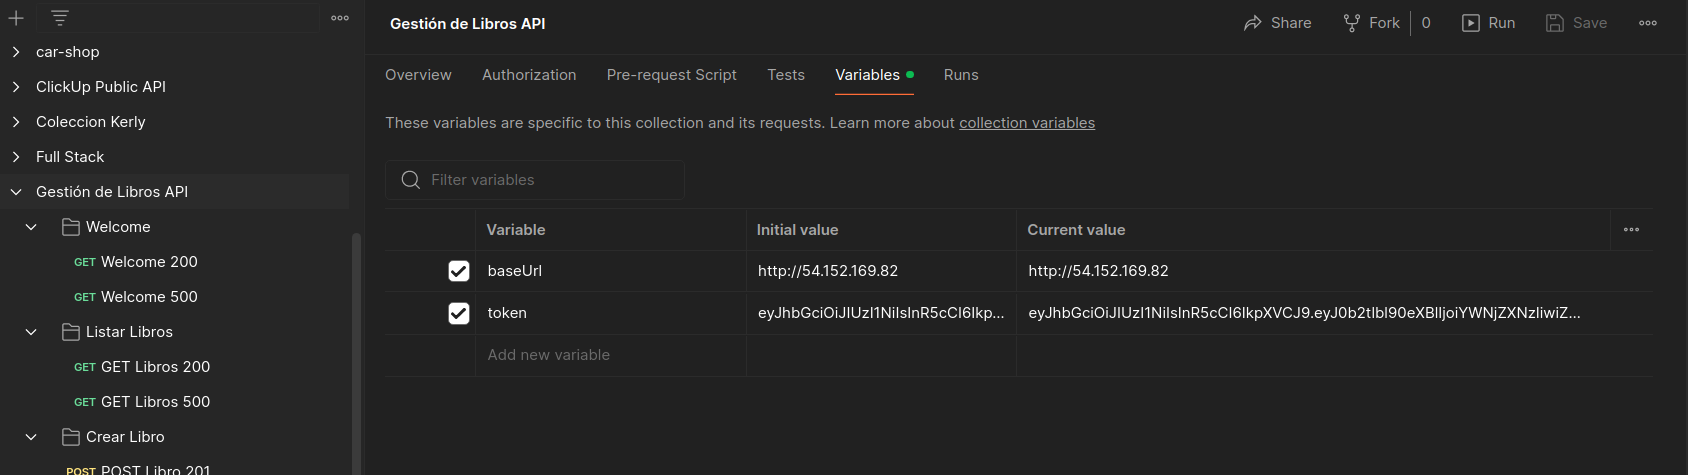 Gestión de Libros API
Share
Fork
0
Run
Save
car-shop
ClickUp Public API
Coleccion Kerly
Full Stack
Gestión de Libros API
Welcome
GET Welcome 200
GET Welcome 500
Listar Libros
GET GET Libros 200
GET GET Libros 500
Crear Libro
POST POST Libro 201
Overview
Authorization
Pre-request Script
Tests
Variables
Runs
These variables are specific to this collection and its requests. Learn more about collection variables
Filter variables
Variable Initial value Current value
baseUrl http://54.152.169.82 http://54.152.169.82
token eyJhbGciOiJIUzI1NiIsInR5cCI6Ikp... eyJhbGciOiJIUzI1NiIsInR5cCI6IkpXVCJ9.eyJ0b2tlbl90eXBlIjoiYWNjZXNzIiwiZ...
Add new variable